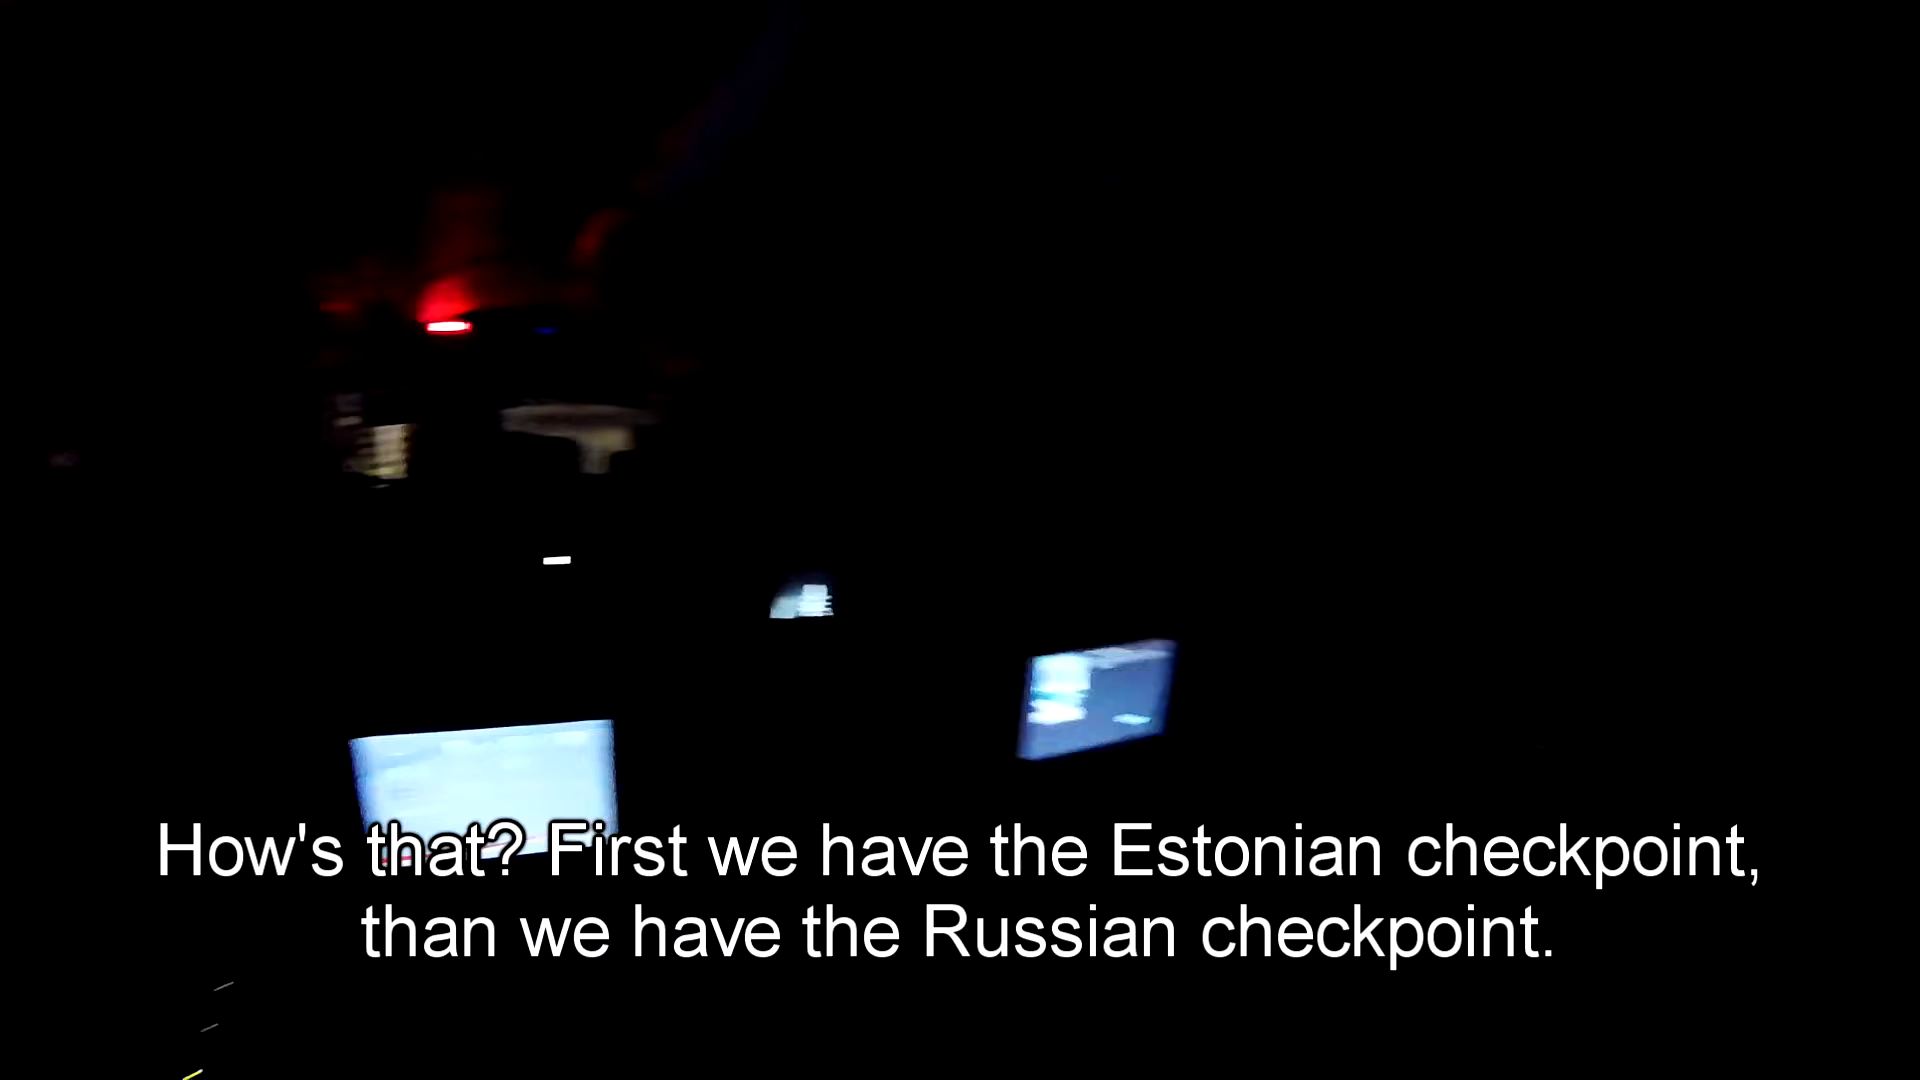 How's that? First we have the Estonian checkpoint,
than we have the Russian checkpoint.